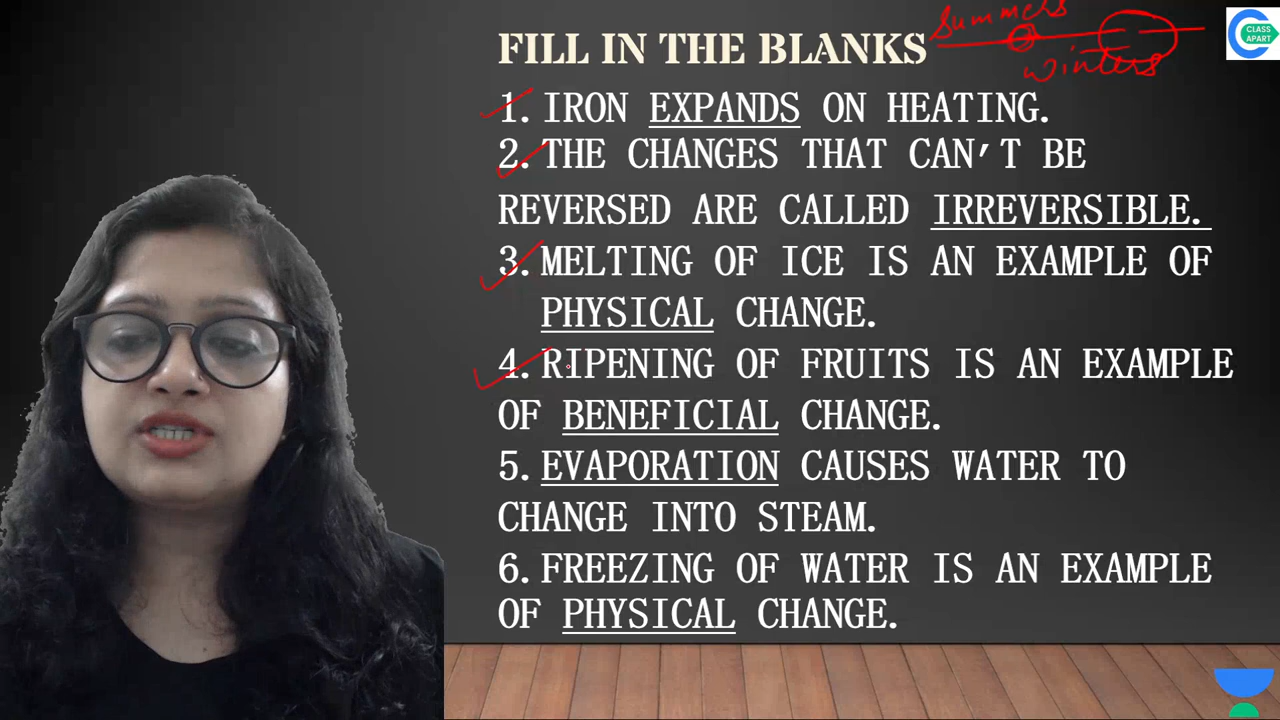 summers
winters
CLASS
APART
FILL IN THE BLANKS
1. IRON EXPANDS ON HEATING.
2. THE CHANGES THAT CAN’T BE
REVERSED ARE CALLED IRREVERSIBLE.
3. MELTING OF ICE IS AN EXAMPLE OF
PHYSICAL CHANGE.
4. RIPENING OF FRUITS IS AN EXAMPLE
OF BENEFICIAL CHANGE.
5. EVAPORATION CAUSES WATER TO
CHANGE INTO STEAM.
6. FREEZING OF WATER IS AN EXAMPLE
OF PHYSICAL CHANGE.